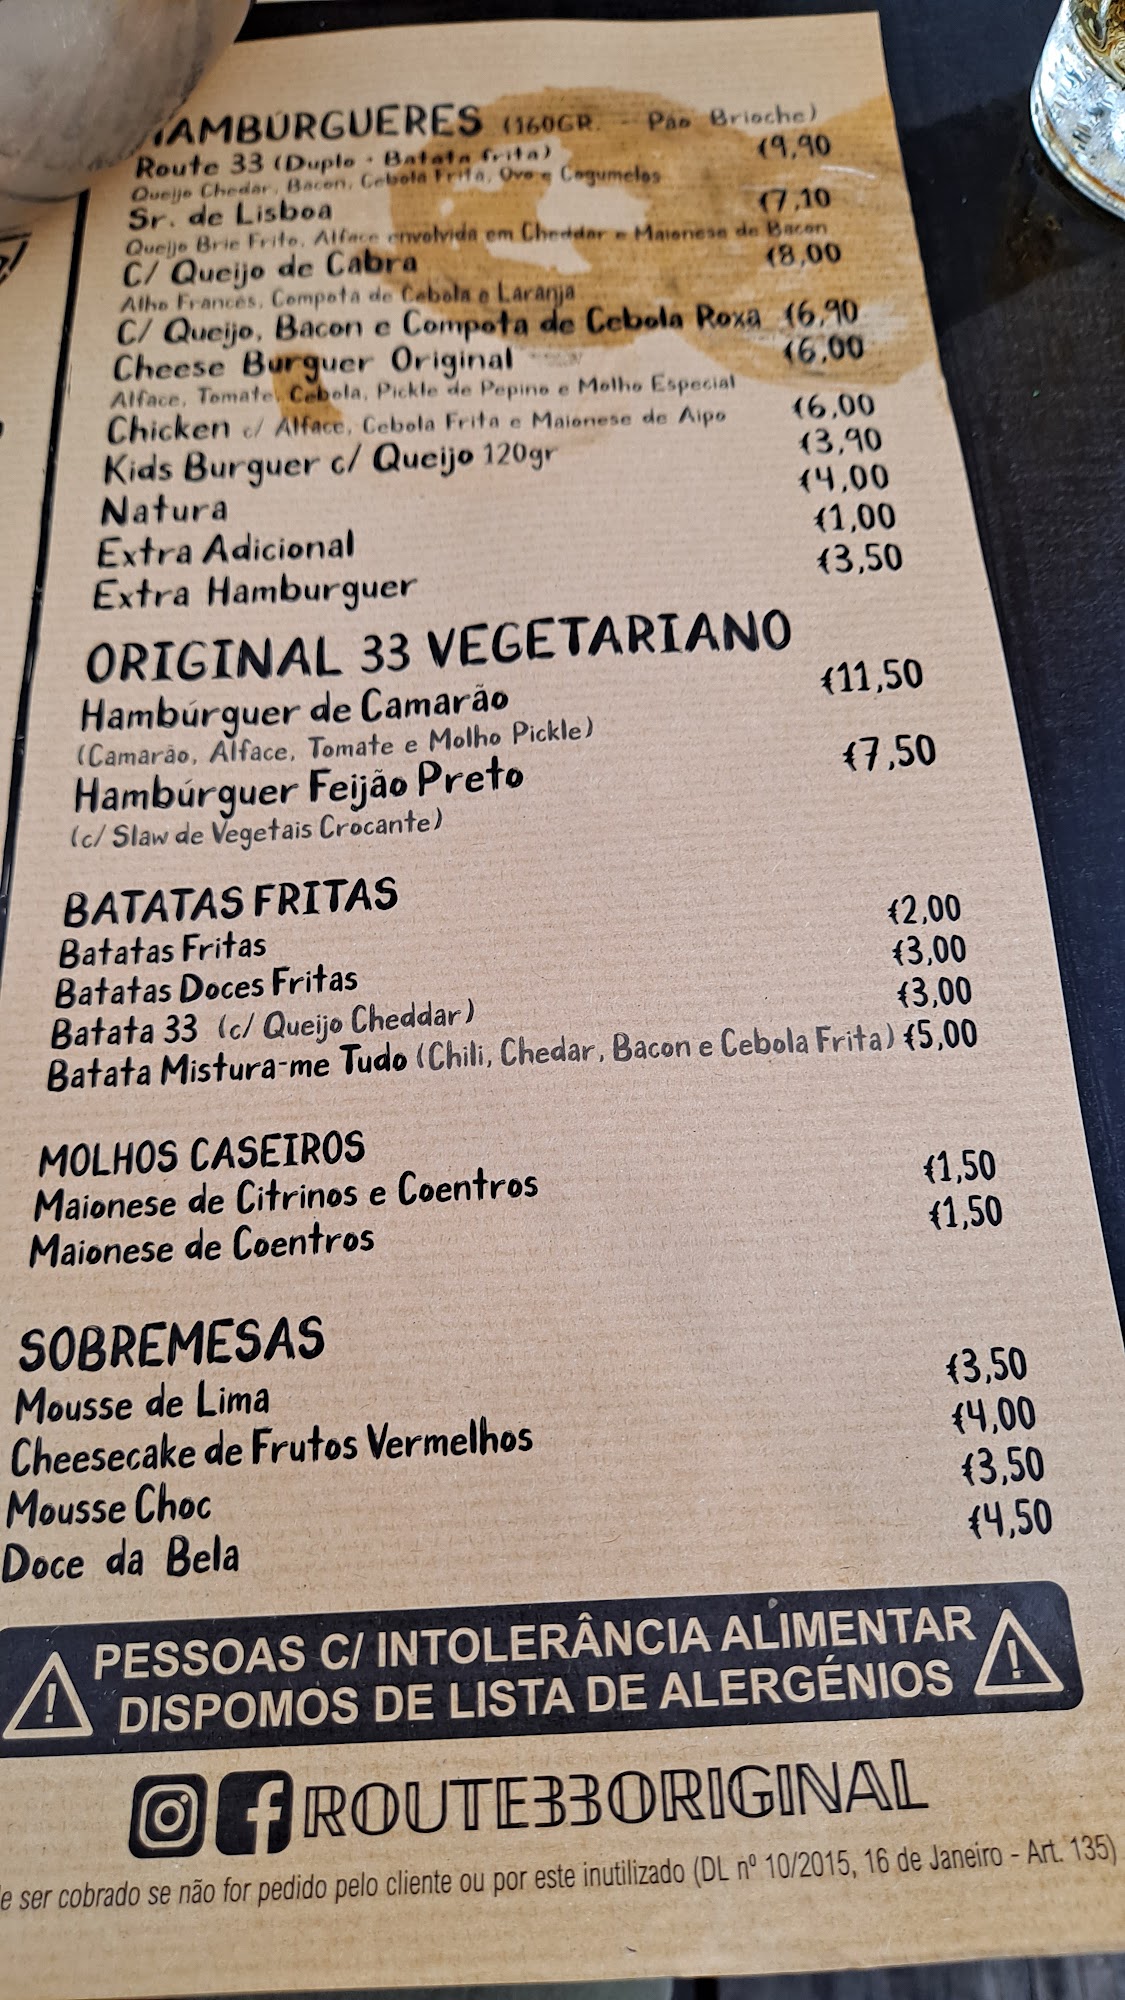 HAMBÚRGUERES (160GR. - Pão Brioche)
Route 33 (Duplo - Batata frita) €9,90
Queijo Chedar, Bacon, Cebola Frita, Ovo e Cogumelos
Sr. de Lisboa €7,10
Queijo Brie Frito, Alface envolvida em Cheddar e Maionese de Bacon
C/ Queijo de Cabra €8,00
Alho Francês, Compota de Cebola e Laranja
C/ Queijo, Bacon e Compota de Cebola Roxa €6,90
Cheese Burguer Original €6,00
Alface, Tomate, Cebola, Pickle de Pepino e Molho Especial
Chicken c/ Alface, Cebola Frita e Maionese de Aipo €6,00
Kids Burguer c/ Queijo 120gr €3,90
Natura €4,00
Extra Adicional €1,00
Extra Hamburguer €3,50
ORIGINAL 33 VEGETARIANO
Hambúrguer de Camarão €11,50
(Camarão, Alface, Tomate e Molho Pickle)
Hambúrguer Feijão Preto €7,50
(c/ Slaw de Vegetais Crocante)
BATATAS FRITAS
Batatas Fritas €2,00
Batatas Doces Fritas €3,00
Batata 33 (c/ Queijo Cheddar) €3,00
Batata Mistura-me Tudo (Chili, Chedar, Bacon e Cebola Frita) €5,00
MOLHOS CASEIROS
Maionese de Citrinos e Coentros €1,50
Maionese de Coentros €1,50
SOBREMESAS
Mousse de Lima €3,50
Cheesecake de Frutos Vermelhos €4,00
Mousse Choc €3,50
Doce da Bela €4,50
PESSOAS C/ INTOLERÂNCIA ALIMENTAR
DISPOMOS DE LISTA DE ALERGÉNIOS
ROUTE33ORIGINAL
e ser cobrado se não for pedido pelo cliente ou por este inutilizado (DL nº 10/2015, 16 de Janeiro - Art. 135)